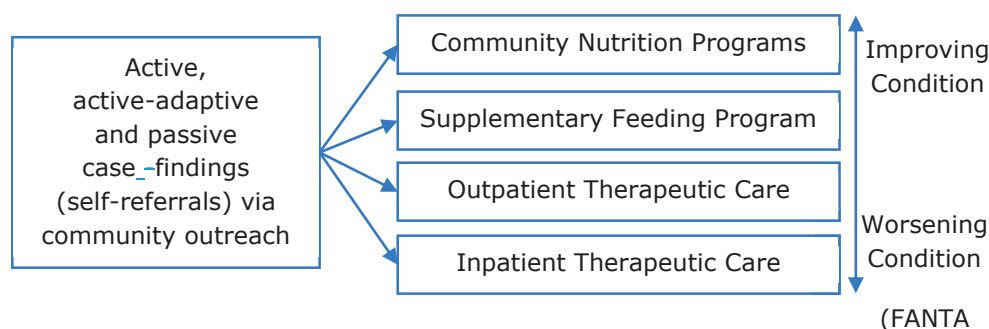 Active,
active-adaptive
and passive
case -findings
(self-referrals) via
community outreach
Community Nutrition Programs
Supplementary Feeding Program
Outpatient Therapeutic Care
Inpatient Therapeutic Care
Improving
Condition
Worsening
Condition
(FANTA